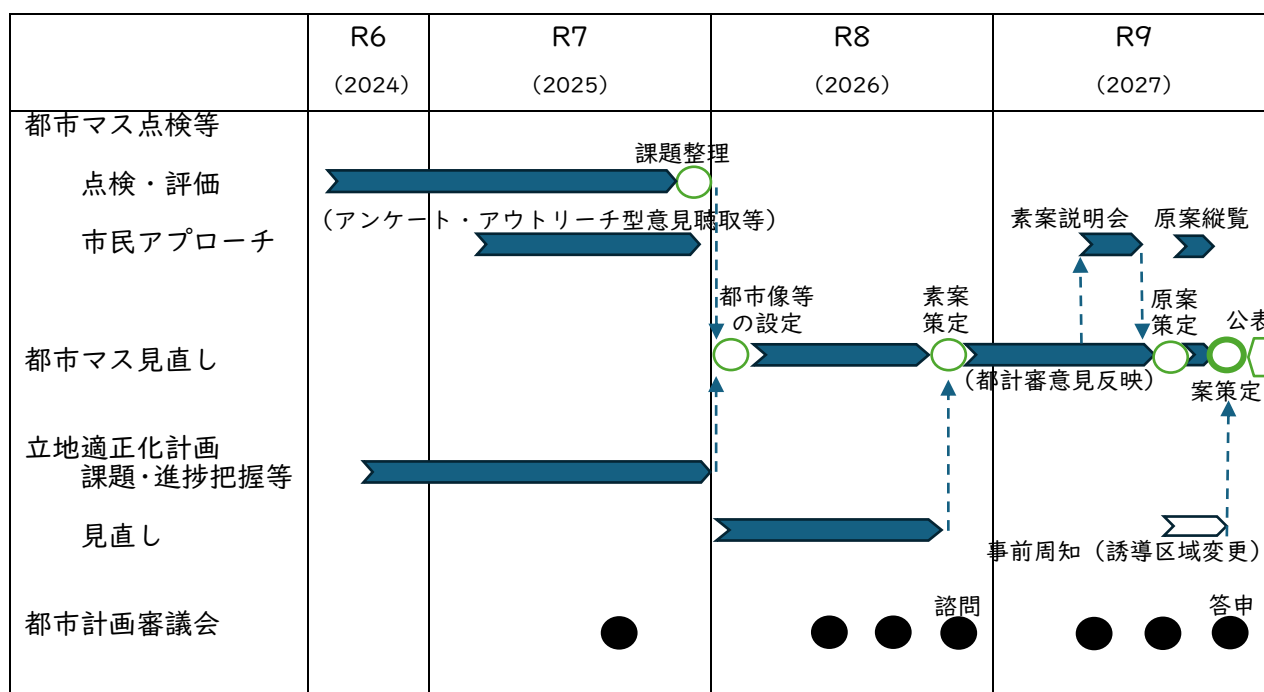 R6 R7 R8 R9
(2024) (2025) (2026) (2027)
都市マス点検等
課題整理
点検・評価
(アンケート・アウトリーチ型意見聴取等)
市民アプローチ
素案説明会 原案縦覧
都市像等
の設定
素案
策定
原案
策定
公表
都市マス見直し
(都計審意見反映)
案策定
立地適正化計画
課題・進捗把握等
見直し
事前周知(誘導区域変更)
諮問
答申
都市計画審議会